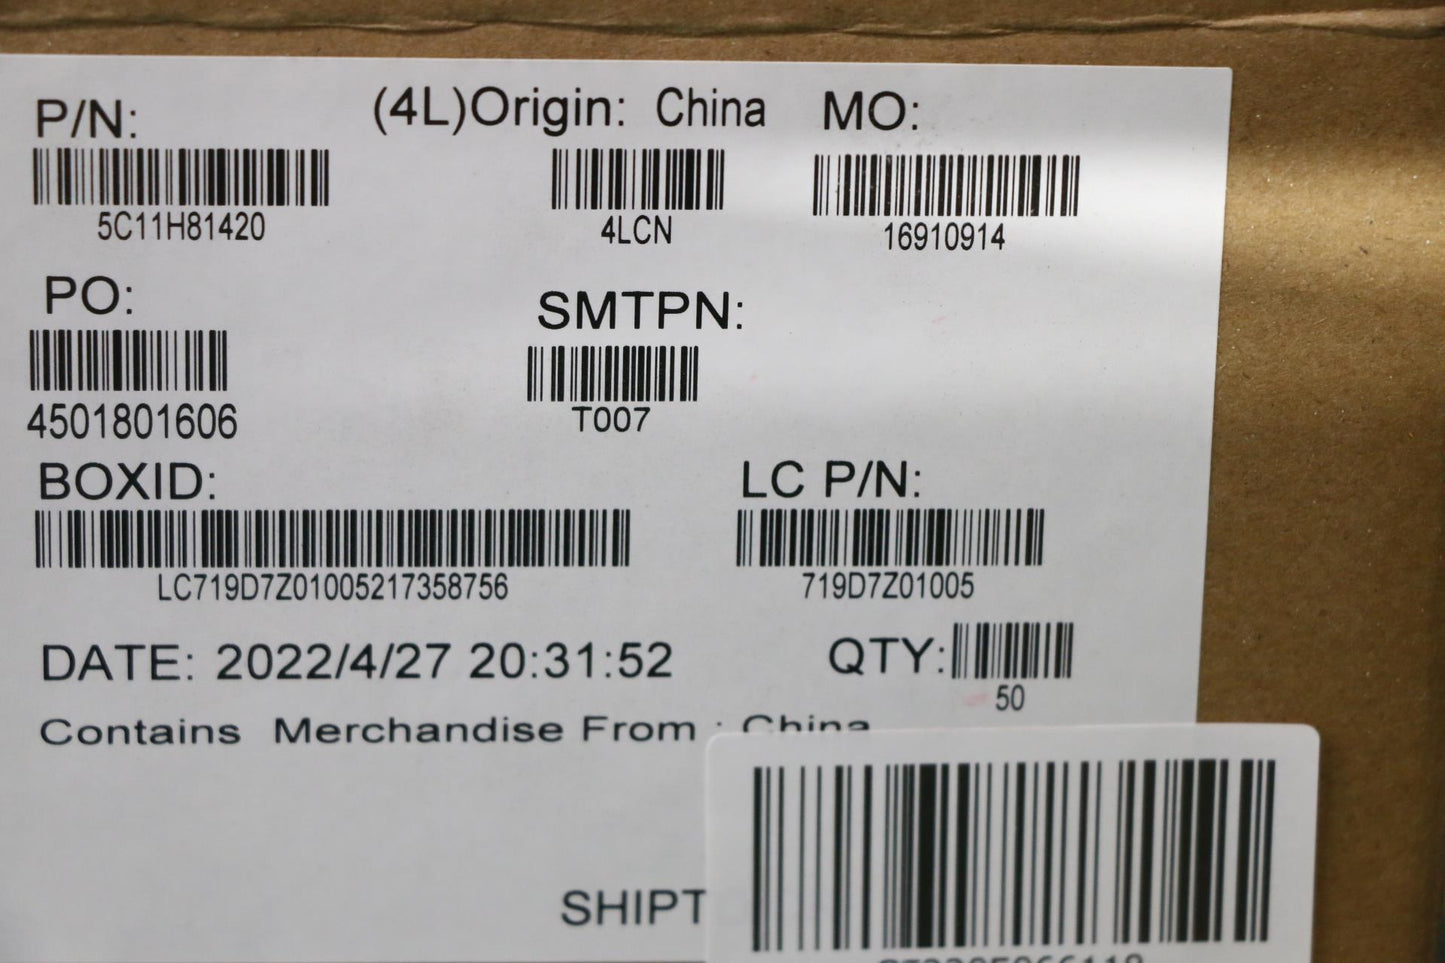 P/N: (4L)Origin: China MO:
5C11H81420 4LCN 16910914
PO: SMTPN:
4501801606 T007
BOXID: LC P/N:
LC719D7Z01005217358756 719D7Z01005
DATE: 2022/4/27 20:31:52 QTY:
50
Contains Merchandise From : China
SHIPT